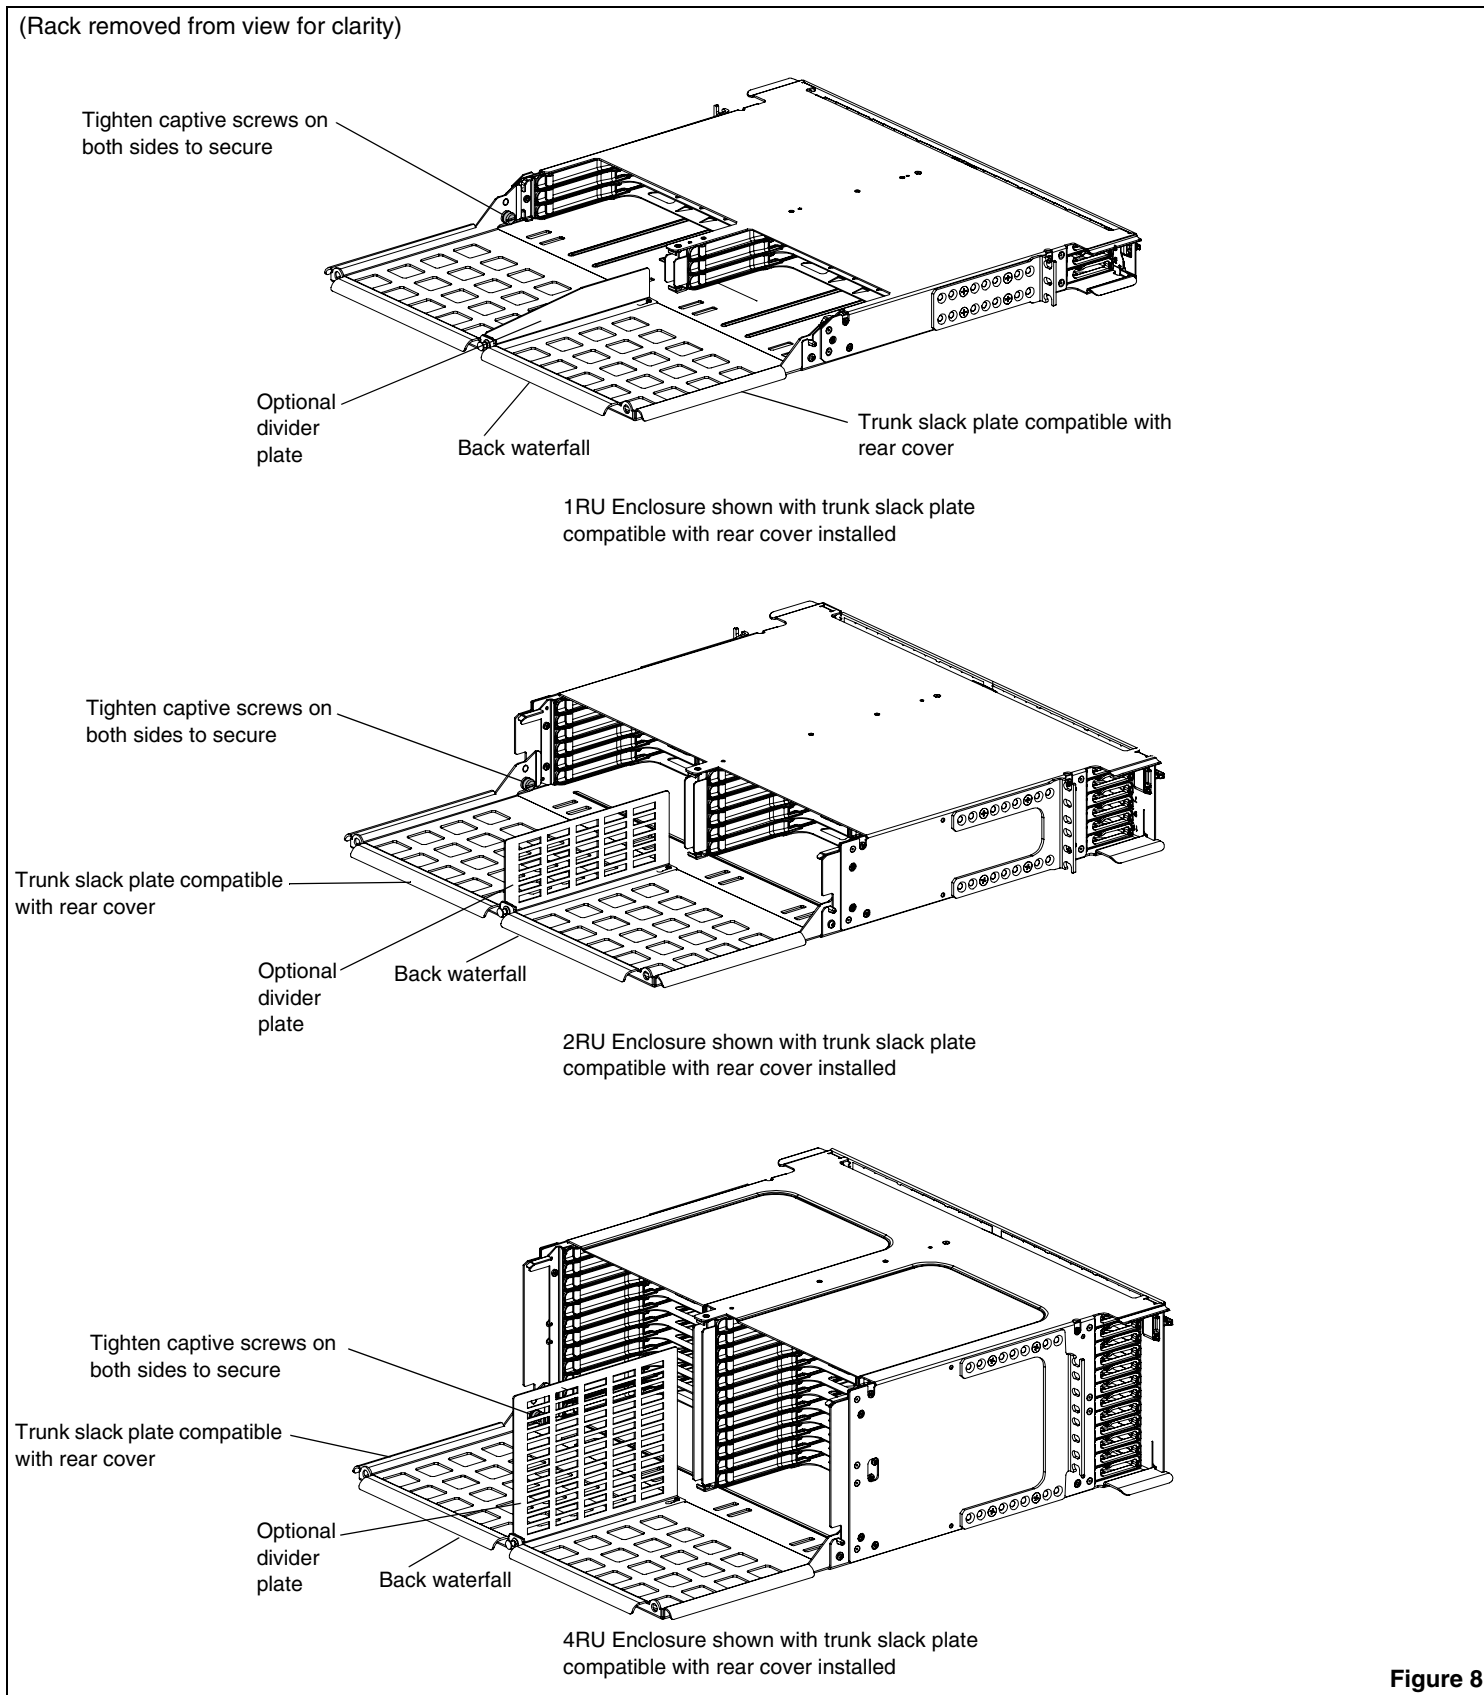 (Rack removed from view for clarity)
Tighten captive screws on
both sides to secure
Optional
divider
plate
Back waterfall
Trunk slack plate compatible with
rear cover
1RU Enclosure shown with trunk slack plate
compatible with rear cover installed
Tighten captive screws on
both sides to secure
Trunk slack plate compatible
with rear cover
Optional
divider
plate
Back waterfall
2RU Enclosure shown with trunk slack plate
compatible with rear cover installed
Tighten captive screws on
both sides to secure
Trunk slack plate compatible
with rear cover
Optional
divider
plate
Back waterfall
4RU Enclosure shown with trunk slack plate
compatible with rear cover installed
Figure 8